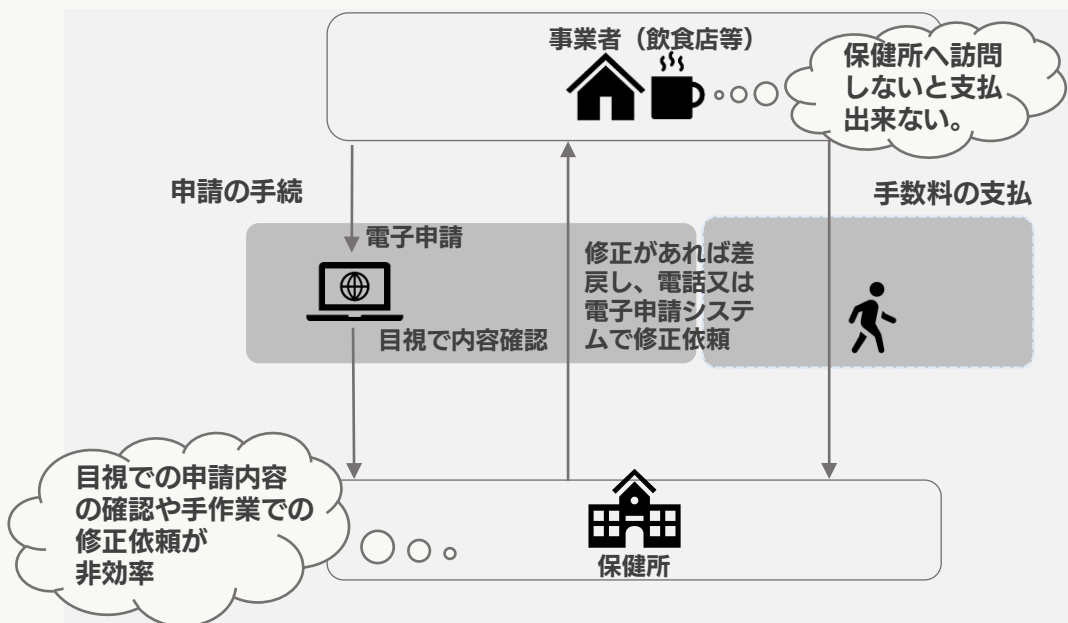 事業者（飲食店等）
保健所へ訪問
しないと支払
出来ない。
申請の手続
手数料の支払
電子申請
修正があれば差
戻し、電話又は
電子申請システ
ムで修正依頼
目視で内容確認
目視での申請内容
の確認や手作業での
修正依頼が
非効率
保健所